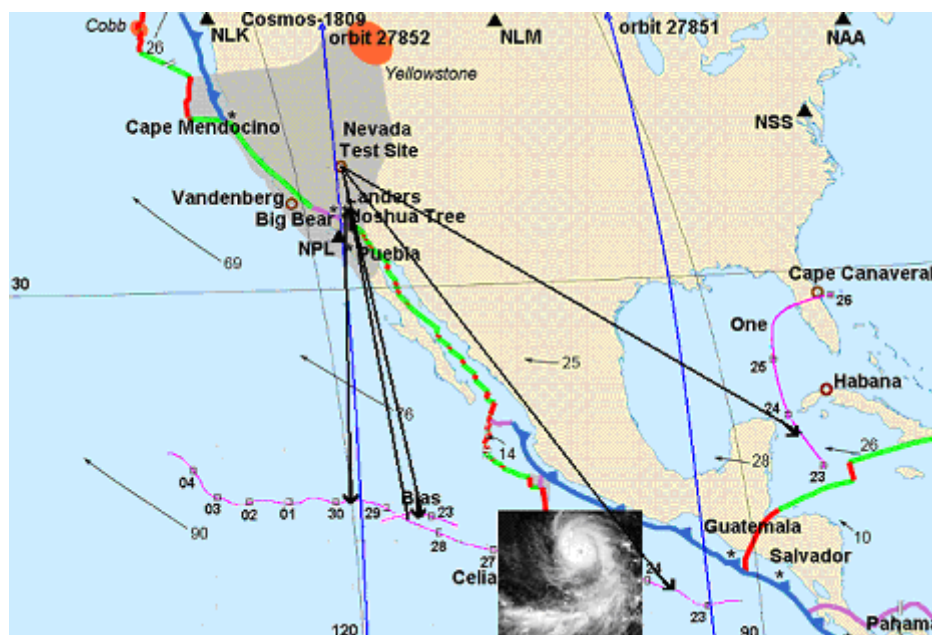 Cobb
26
NLK
Cosmos-1809
orbit 27852
NLM
orbit 27851
NAA
Yellowstone
NSS
Cape Mendocino
Nevada
Test Site
Vandenberg
Landers
Big Bear
Joshua Tree
NPL
Puebla
69
30
Cape Canaveral
26
One
25
25
76
Habana
24
14
28
26
23
04
03
02
01
30
29
Blas
23
90
28
27
Celia
Guatemala
10
Salvador
24
23
120
90
Panama